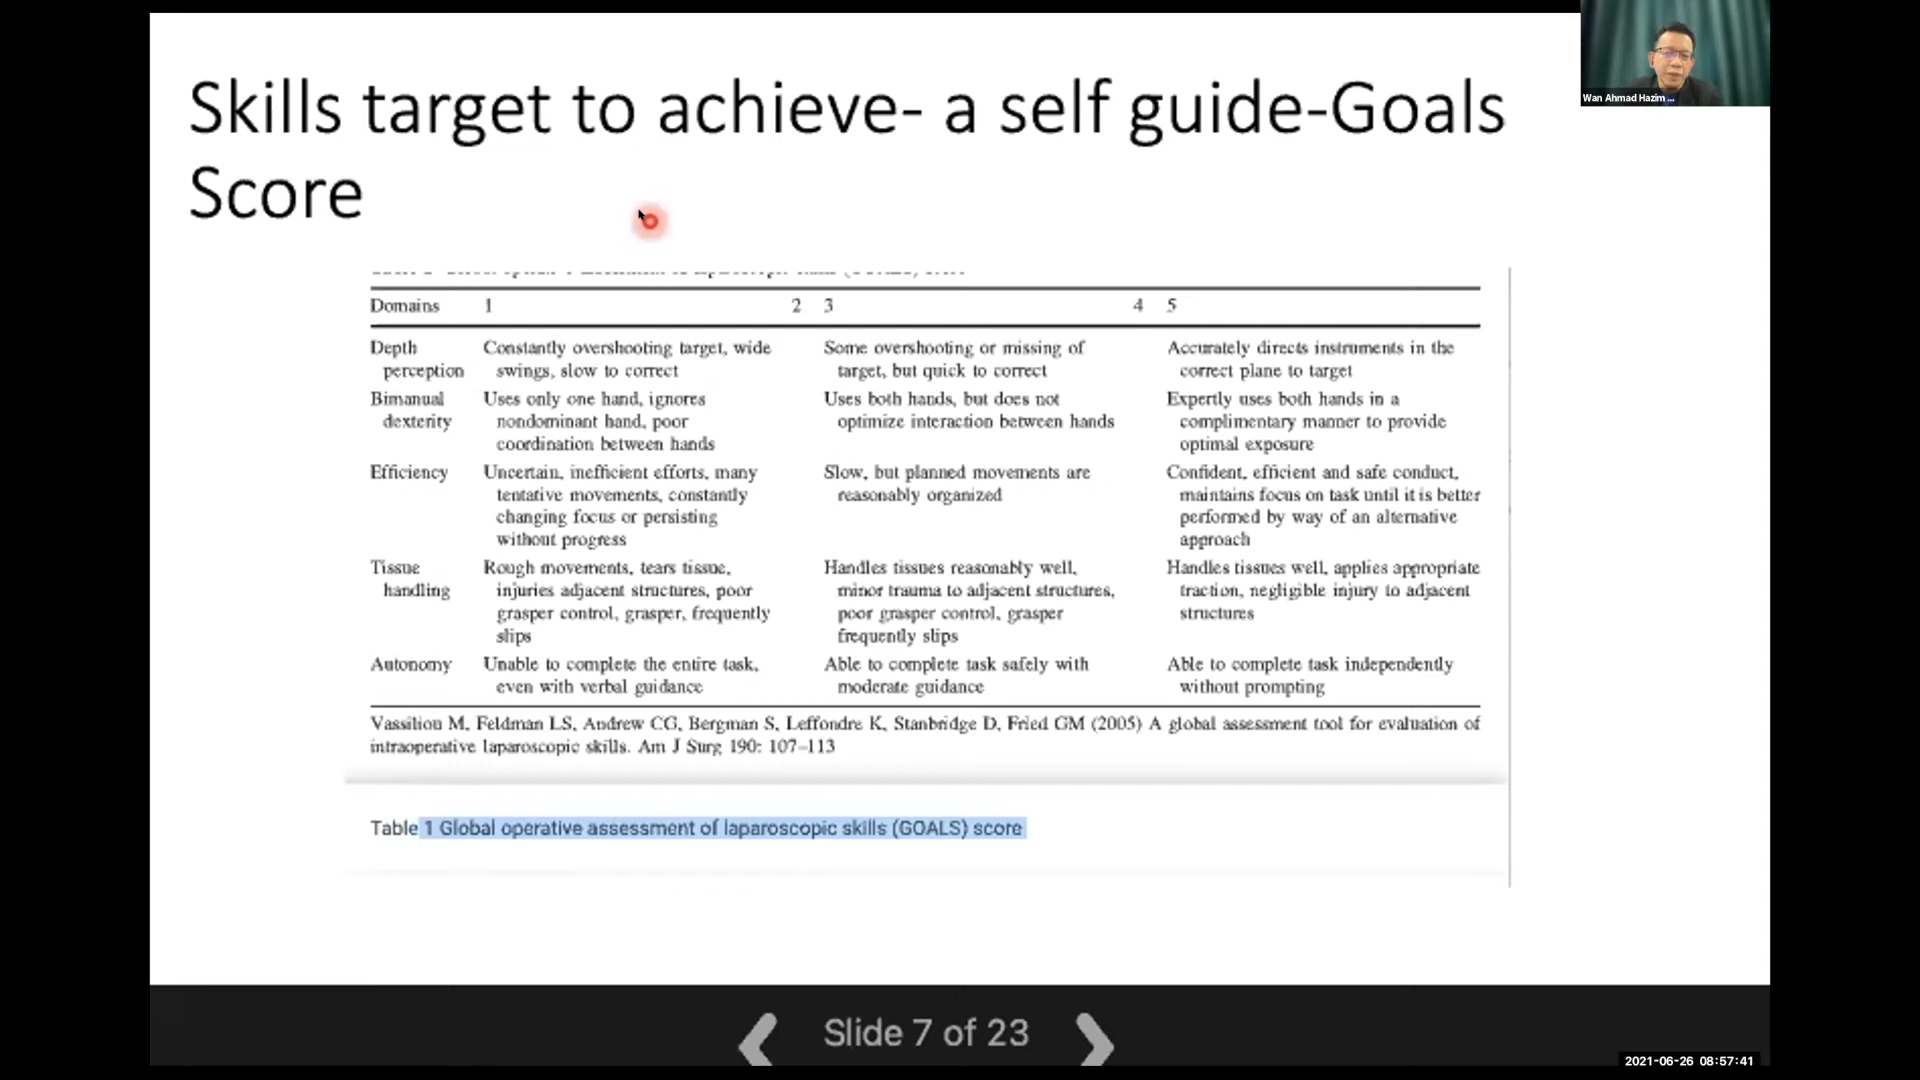 Skills target to achieve- a self guide-Goals
Score
Wan Ahmad Hazim ...
Domains 1 2 3 4 5
Depth perception Constantly overshooting target, wide swings, slow to correct Some overshooting or missing of target, but quick to correct Accurately directs instruments in the correct plane to target
Bimanual dexterity Uses only one hand, ignores nondominant hand, poor coordination between hands Uses both hands, but does not optimize interaction between hands Expertly uses both hands in a complimentary manner to provide optimal exposure
Efficiency Uncertain, inefficient efforts, many tentative movements, constantly changing focus or persisting without progress Slow, but planned movements are reasonably organized Confident, efficient and safe conduct, maintains focus on task until it is better performed by way of an alternative approach
Tissue handling Rough movements, tears tissue, injuries adjacent structures, poor grasper control, grasper, frequently slips Handles tissues reasonably well, minor trauma to adjacent structures, poor grasper control, grasper frequently slips Handles tissues well, applies appropriate traction, negligible injury to adjacent structures
Autonomy Unable to complete the entire task, even with verbal guidance Able to complete task safely with moderate guidance Able to complete task independently without prompting
Vassiliou M, Feldman LS, Andrew CG, Bergman S, Leffondre K, Stanbridge D, Fried GM (2005) A global assessment tool for evaluation of
intraoperative laparoscopic skills. Am J Surg 190: 107–113
Table 1 Global operative assessment of laparoscopic skills (GOALS) score
Slide 7 of 23
2021-06-26 08:57:41